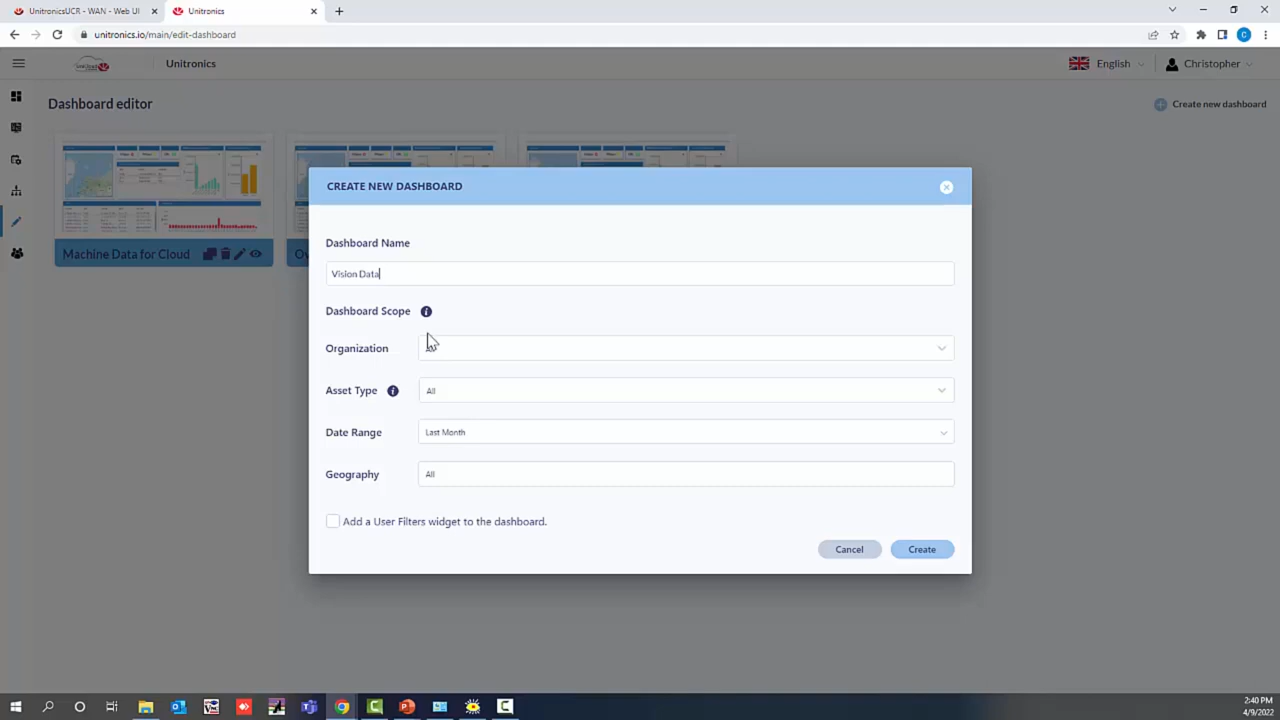 UnitronicsUCR - WAN - Web UI
Unitronics
unitronics.io/main/edit-dashboard
Unitronics
English
Christopher
Dashboard editor
Create new dashboard
Machine Data for Cloud
CREATE NEW DASHBOARD
Dashboard Name
Vision Data
Dashboard Scope
Organization
Asset Type
All
Date Range
Last Month
Geography
All
Add a User Filters widget to the dashboard.
Cancel
Create
2:40 PM
4/9/2022